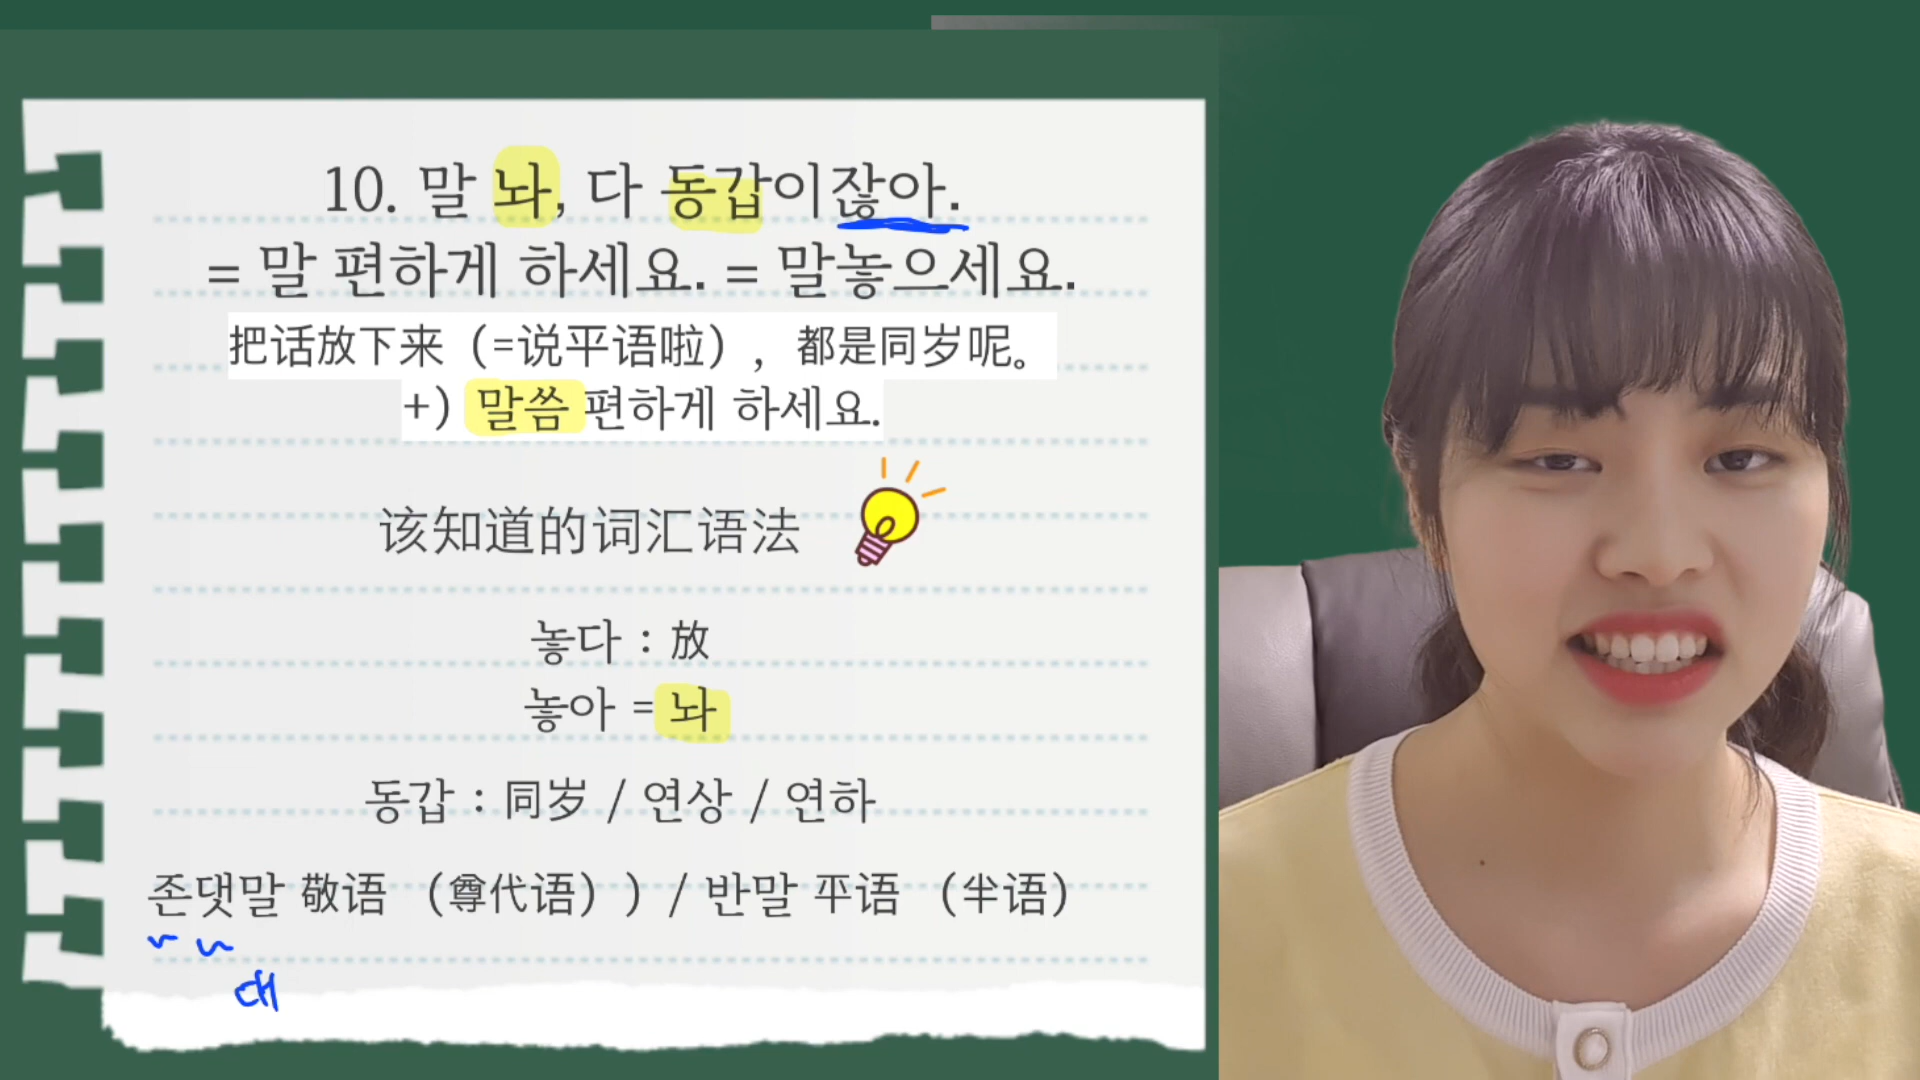 10. 말 놔, 다 동갑이잖아.
= 말 편하게 하세요. = 말놓으세요.
把话放下来（=说平语啦），都是同岁呢。
+) 말씀 편하게 하세요.
该知道的词汇语法
놓다 : 放
놓아 = 놔
동갑 : 同岁 / 연상 / 연하
존댓말 敬语 （尊代语））/ 반말 平语 （半语）
대